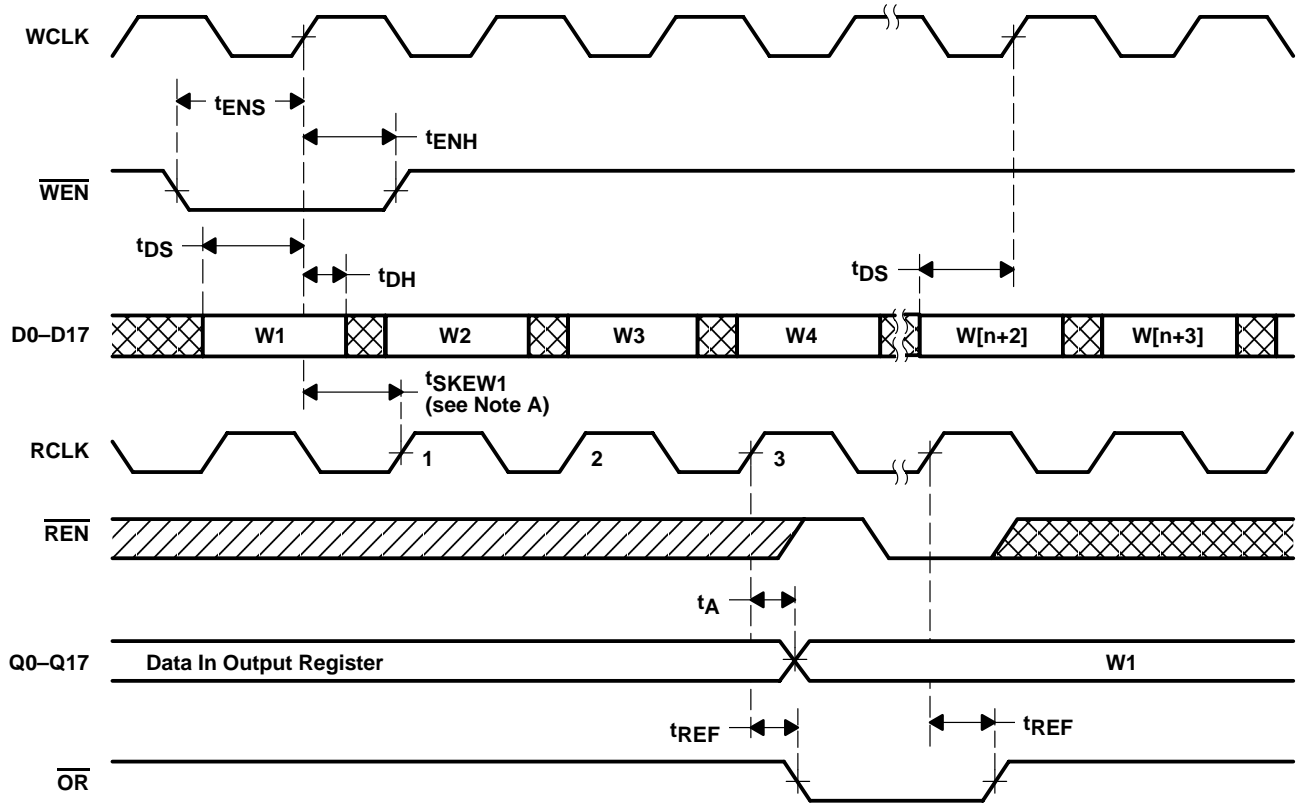 WCLK
tENS
tENH
WEN
tDS
tDH
tDS
D0–D17
W1
W2
W3
W4
W[n+2]
W[n+3]
tSKEW1
(see Note A)
RCLK
1
2
3
REN
tA
Q0–Q17
Data In Output Register
W1
tREF
tREF
OR